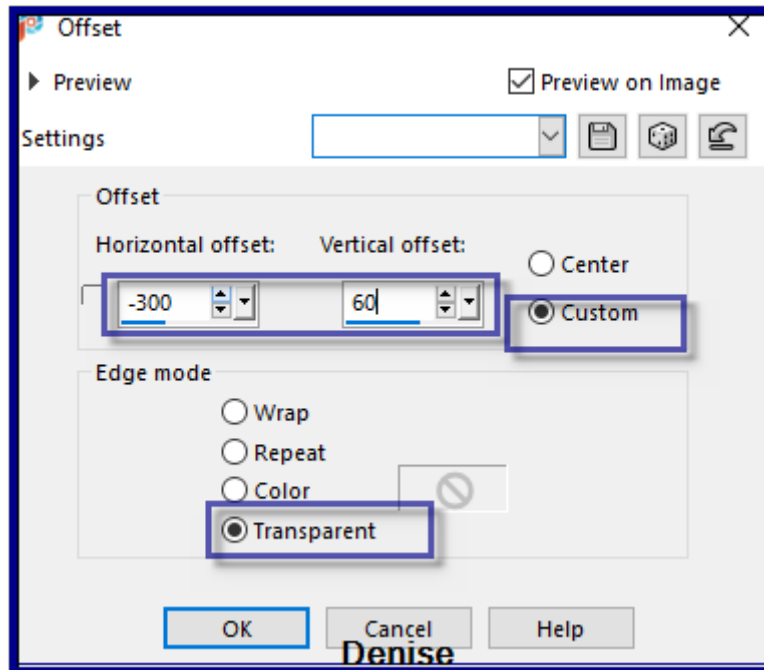 Offset
Preview
Preview on Image
Settings
Offset
Horizontal offset: Vertical offset:
Center
-300 60
Custom
Edge mode
Wrap
Repeat
Color
Transparent
OK Cancel Help
Denise